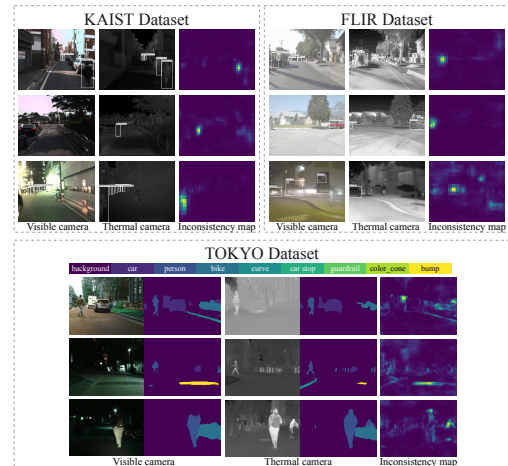 KAIST Dataset
Visible camera Thermal camera Inconsistency map
FLIR Dataset
Visible camera Thermal camera Inconsistency map
TOKYO Dataset
background car person bike curve car stop guardrail color_cone bump
Visible camera Thermal camera Inconsistency map